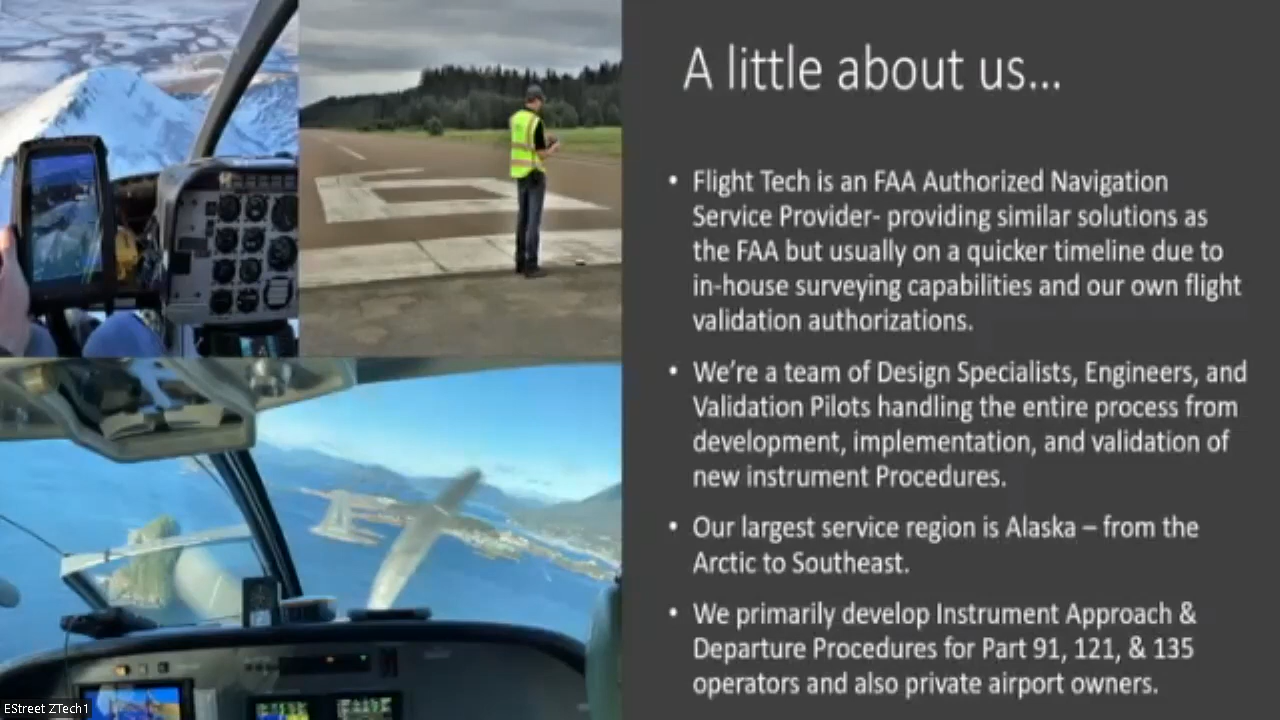 A little about us...
• Flight Tech is an FAA Authorized Navigation
Service Provider- providing similar solutions as
the FAA but usually on a quicker timeline due to
in-house surveying capabilities and our own flight
validation authorizations.
• We're a team of Design Specialists, Engineers, and
Validation Pilots handling the entire process from
development, implementation, and validation of
new instrument Procedures.
• Our largest service region is Alaska – from the
Arctic to Southeast.
• We primarily develop Instrument Approach &
Departure Procedures for Part 91, 121, & 135
operators and also private airport owners.
EStreet ZTech1